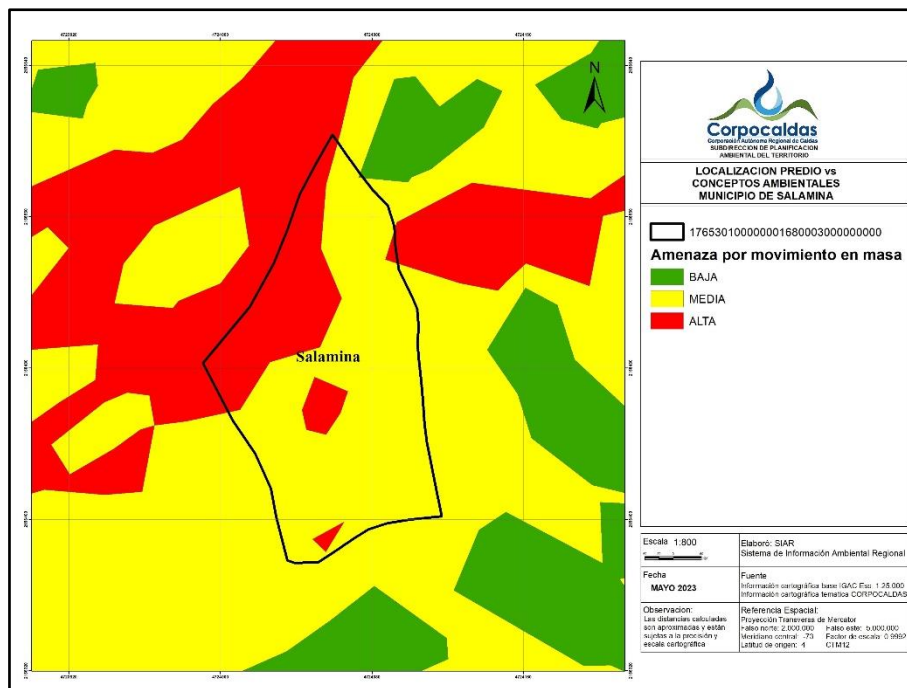 N
Salamina
Corpocaldas
Corporación Autónoma Regional de Caldas
SUBDIRECCION DE PLANIFICACION
AMBIENTAL DEL TERRITORIO
LOCALIZACION PREDIO vs
CONCEPTOS AMBIENTALES
MUNICIPIO DE SALAMINA
Amenaza por movimiento en masa
BAJA
MEDIA
ALTA
Escala 1:800
Elaboró: SIAR
Sistema de Información Ambiental Regional
Fecha
MAYO 2023
Fuente
Información cartográfica base IGAC Esc. 1:25.000
Información cartográfica tematica CORPOCALDAS
Observacion:
Las distancias calculadas
son aproximadas y están
sujetas a la precisión y
escala cartográfica
Referencia Espacial:
Proyección Transversa de Mercator
Falso norte: 2.000.000 Falso este: 5.000.000
Meridiano central: -73 Factor de escala: 0.9992
Latitud de origen: 4 CTM12